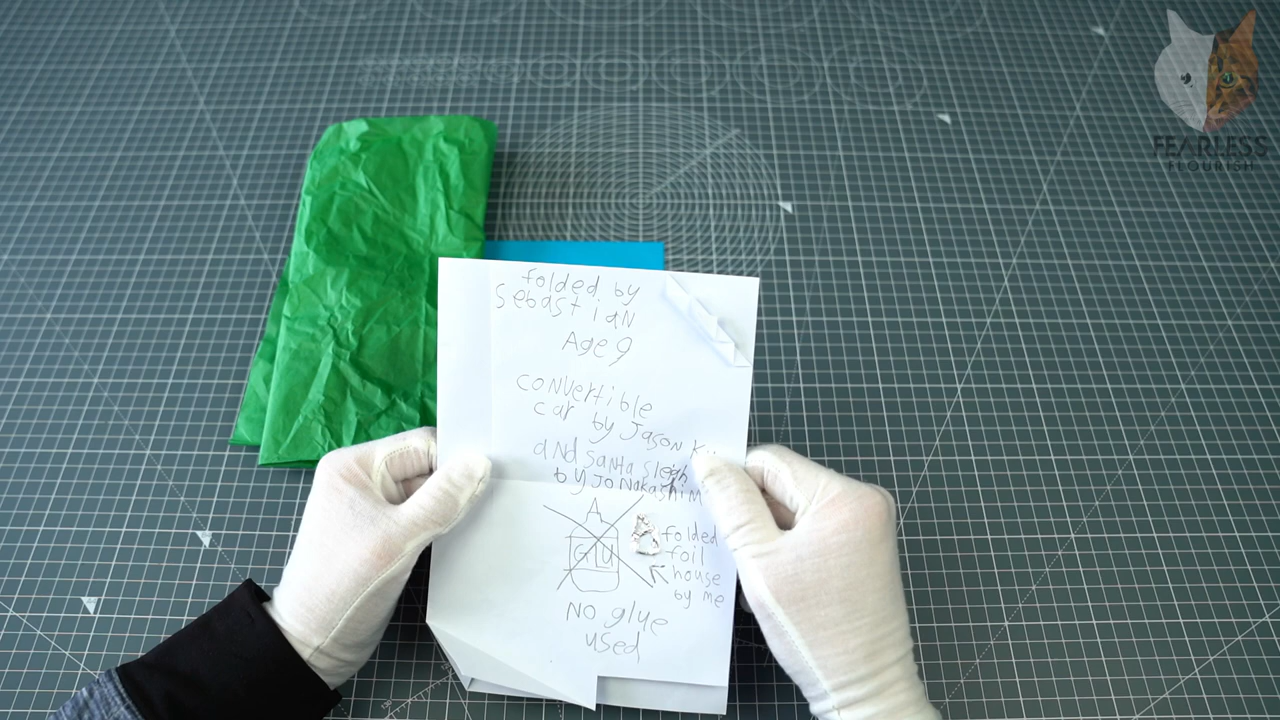 folded by
Sebastian
Age 9
convertible
car by Jason
and santa sleigh
by Jo Nakashim
GlU
folded
foil
house
by me
No glue
used
FEARLESS
FLOURISH